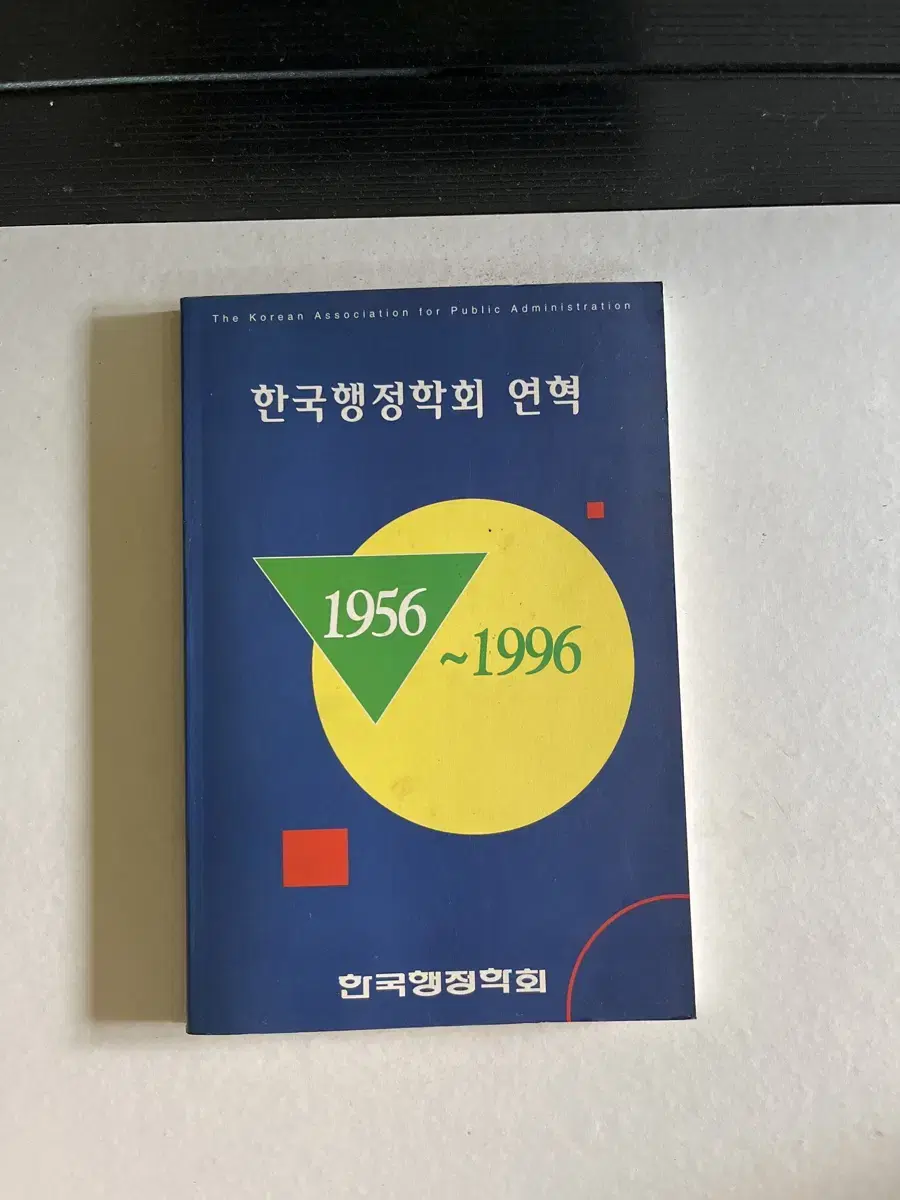 The Korean Association for Public Administration
한국행정학회 연혁
1956
~1996
한국행정학회